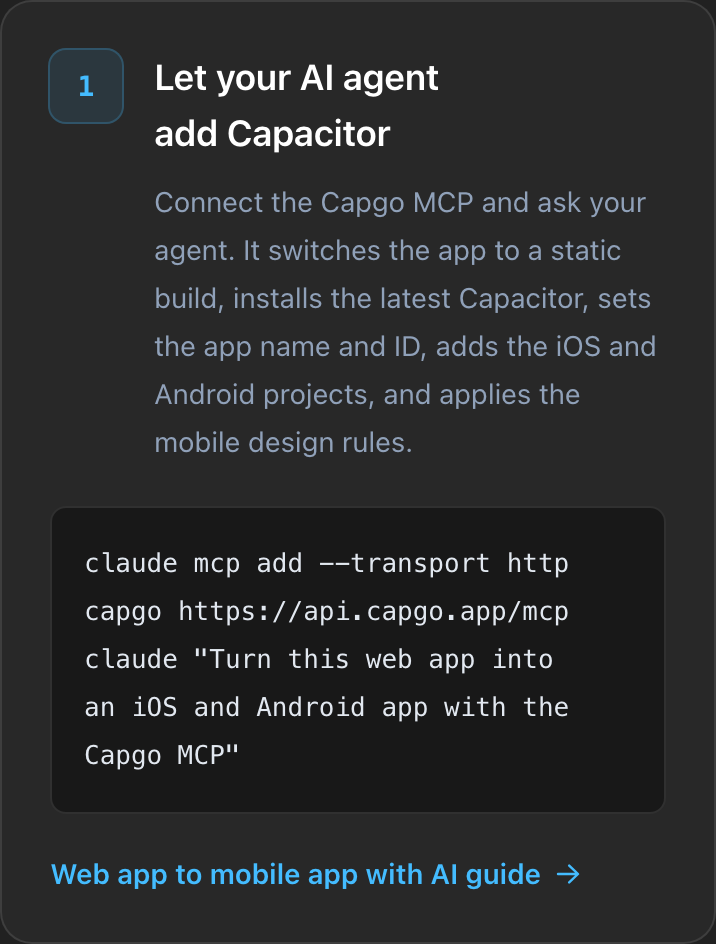 1
Let your AI agent
add Capacitor
Connect the Capgo MCP and ask your
agent. It switches the app to a static
build, installs the latest Capacitor, sets
the app name and ID, adds the iOS and
Android projects, and applies the
mobile design rules.
claude mcp add --transport http
capgo https://api.capgo.app/mcp
claude "Turn this web app into
an iOS and Android app with the
Capgo MCP"
Web app to mobile app with AI guide →